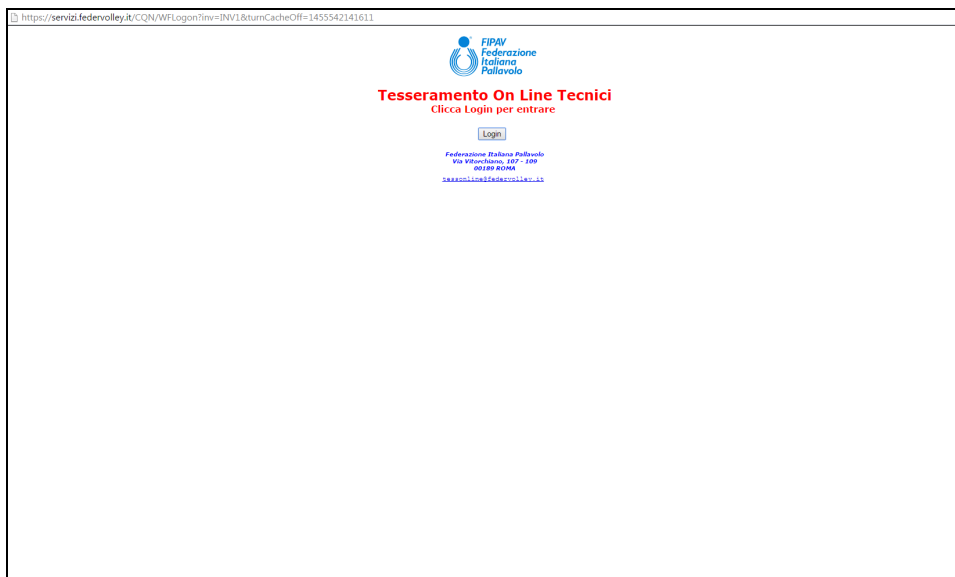 https://servizi.federvolley.it/CQN/WFLogon?inv=INV1&turnCacheOff=1455542141611
FIPAV
Federazione
Italiana
Pallavolo
Tesseramento On Line Tecnici
Clicca Login per entrare
Login
Federazione Italiana Pallavolo
Via Vitorchiano, 107 - 109
00189 ROMA
tessonline@federvolley.it